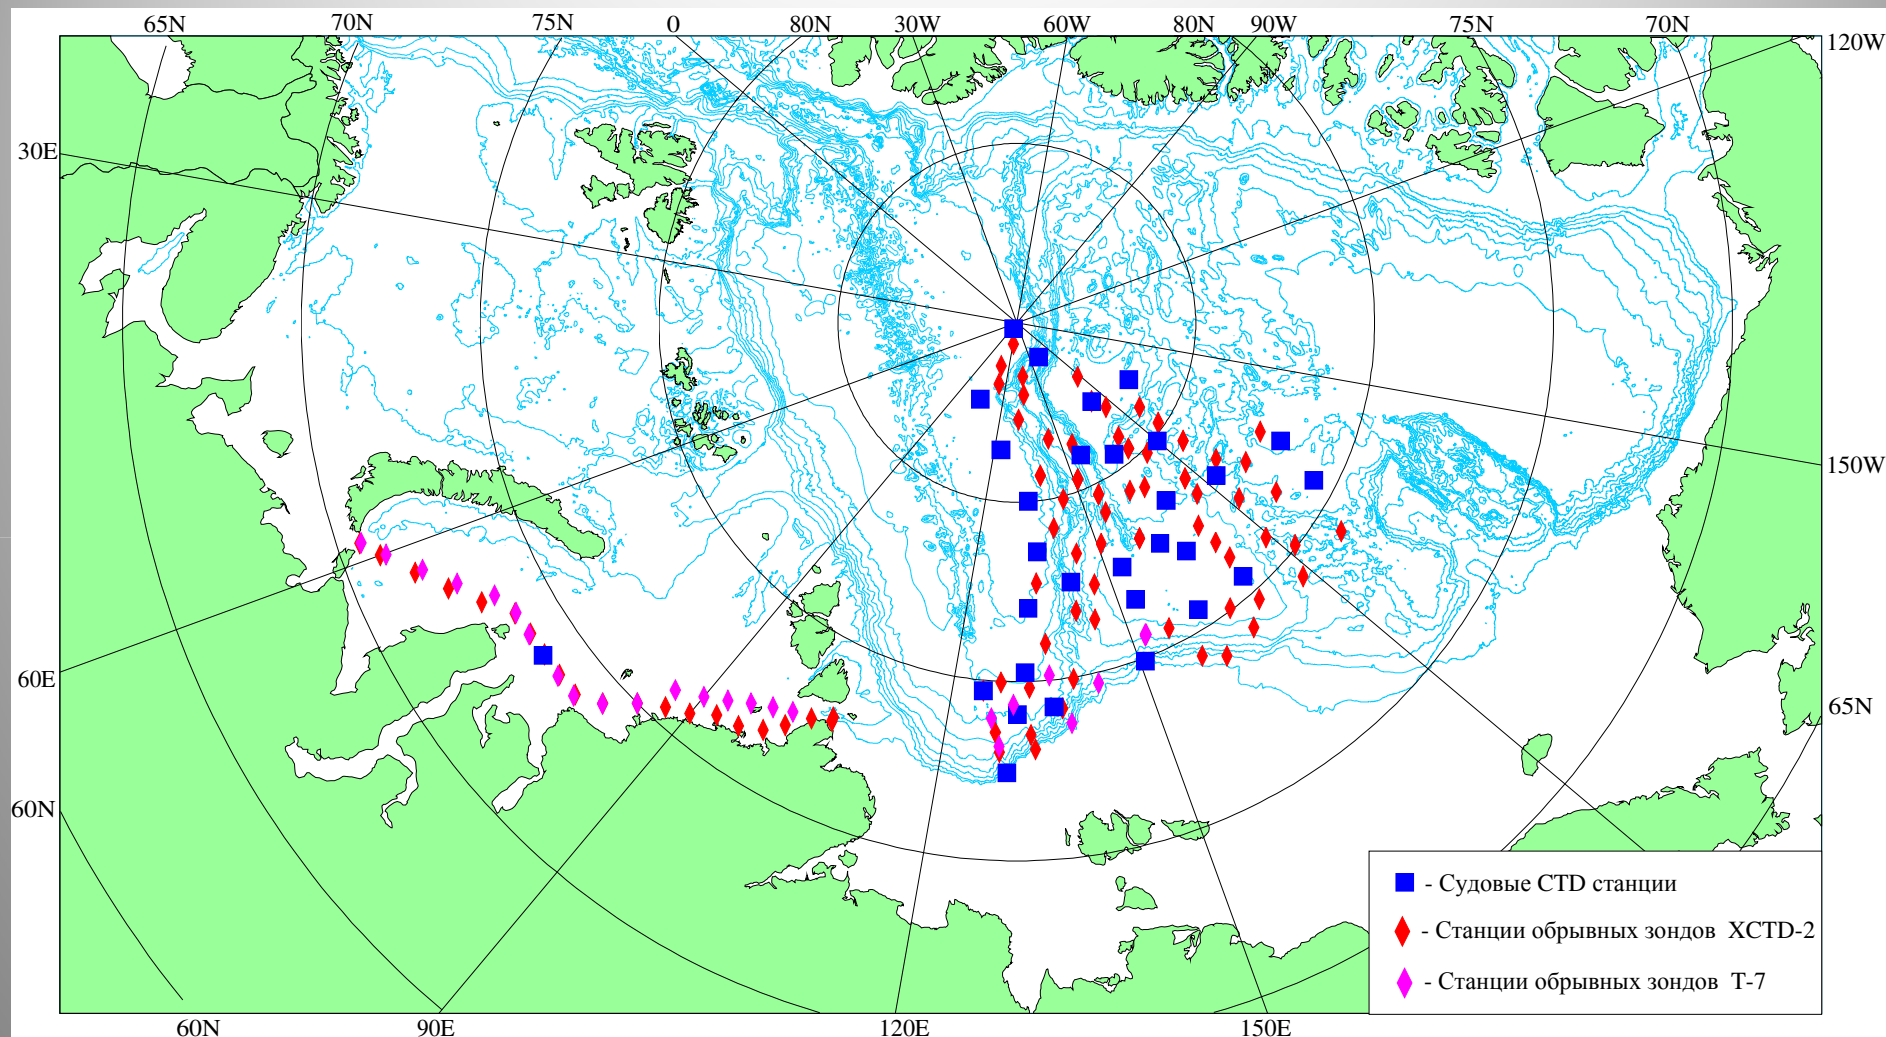 65N 70N 75N 0 80N 30W 60W 80N 90W 75N 70N
120W
30E
150W
60E
65N
60N
- Судовые CTD станции
- Станции обрывных зондов XCTD-2
- Станции обрывных зондов T-7
60N 90E 120E 150E